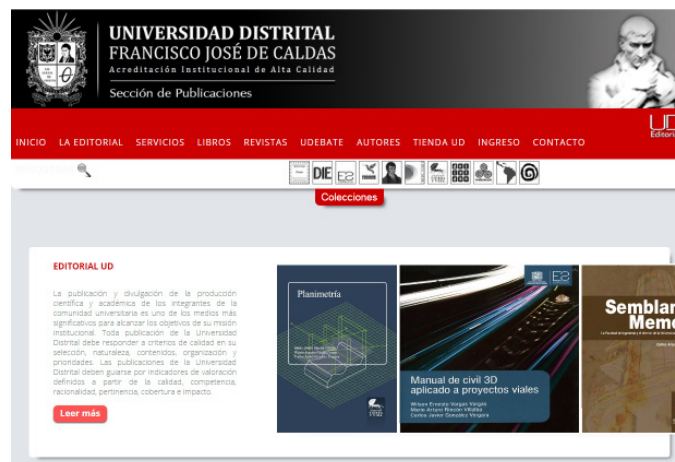 UNIVERSIDAD DISTRITAL
FRANCISCO JOSÉ DE CALDAS
Acreditación Institucional de Alta Calidad
Sección de Publicaciones
UD
Editorial
INICIO LA EDITORIAL SERVICIOS LIBROS REVISTAS UDEBATE AUTORES TIENDA UD INGRESO CONTACTO
DIE
Colecciones
EDITORIAL UD
La publicación y divulgación de la producción
científica y académica de los integrantes de la
comunidad universitaria es uno de los medios más
significativos para alcanzar los objetivos de su misión
institucional. Toda publicación de la Universidad
Distrital debe responder a criterios de calidad en su
selección, naturaleza, contenidos, organización y
prioridades. Las publicaciones de la Universidad
Distrital deben guiarse por indicadores de valoración
definidos a partir de la calidad, competencia,
racionalidad, pertinencia, cobertura e impacto.
Leer más
Planimetría
Manual de civil 3D
aplicado a proyectos viales
Wilson Ernesto Vargas Vargas
Mario Arturo Rincón Villalba
Carlos Javier González Vergara
Semblan
Memo